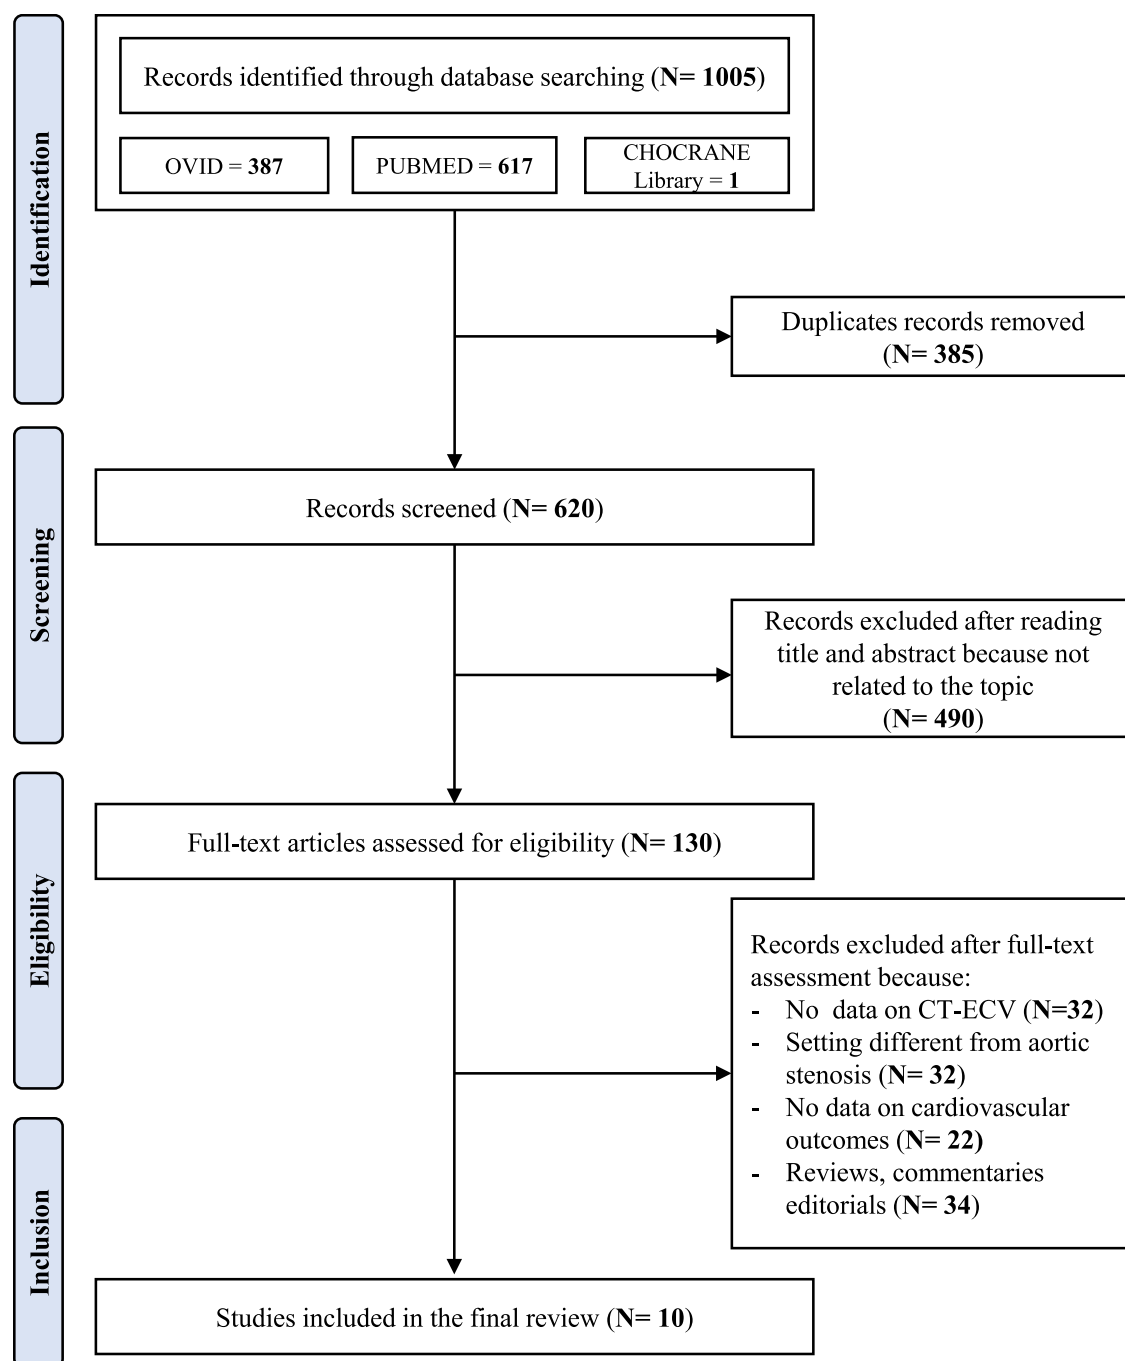 Identification
Records identified through database searching (N= 1005)
OVID = 387
PUBMED = 617
CHOCRANE
Library = 1
Duplicates records removed
(N= 385)
Screening
Records screened (N= 620)
Records excluded after reading
title and abstract because not
related to the topic
(N= 490)
Eligibility
Full-text articles assessed for eligibility (N= 130)
Records excluded after full-text
assessment because:
- No data on CT-ECV (N=32)
- Setting different from aortic
stenosis (N= 32)
- No data on cardiovascular
outcomes (N= 22)
- Reviews, commentaries
editorials (N= 34)
Inclusion
Studies included in the final review (N= 10)